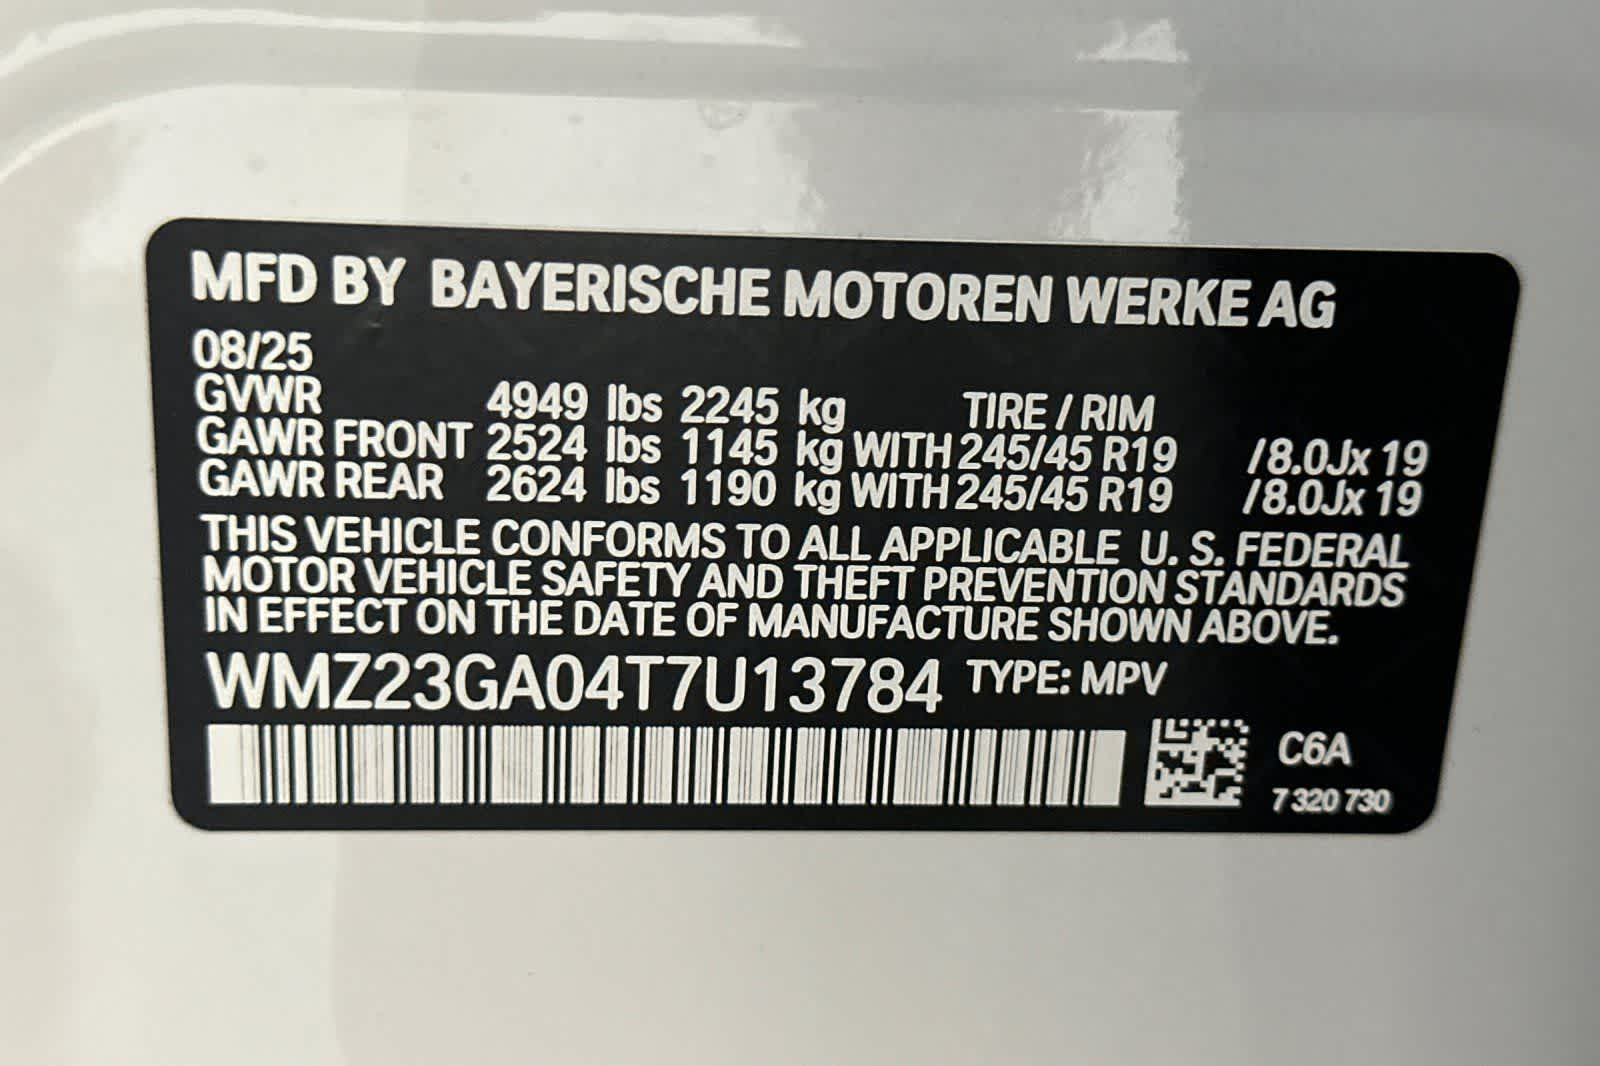 MFD BY BAYERISCHE MOTOREN WERKE AG
08/25
GVWR 4949 lbs 2245 kg TIRE / RIM
GAWR FRONT 2524 lbs 1145 kg WITH 245/45 R19 /8.0Jx 19
GAWR REAR 2624 lbs 1190 kg WITH 245/45 R19 /8.0Jx 19
THIS VEHICLE CONFORMS TO ALL APPLICABLE U. S. FEDERAL
MOTOR VEHICLE SAFETY AND THEFT PREVENTION STANDARDS
IN EFFECT ON THE DATE OF MANUFACTURE SHOWN ABOVE.
WMZ23GA04T7U13784 TYPE: MPV
C6A
7 320 730